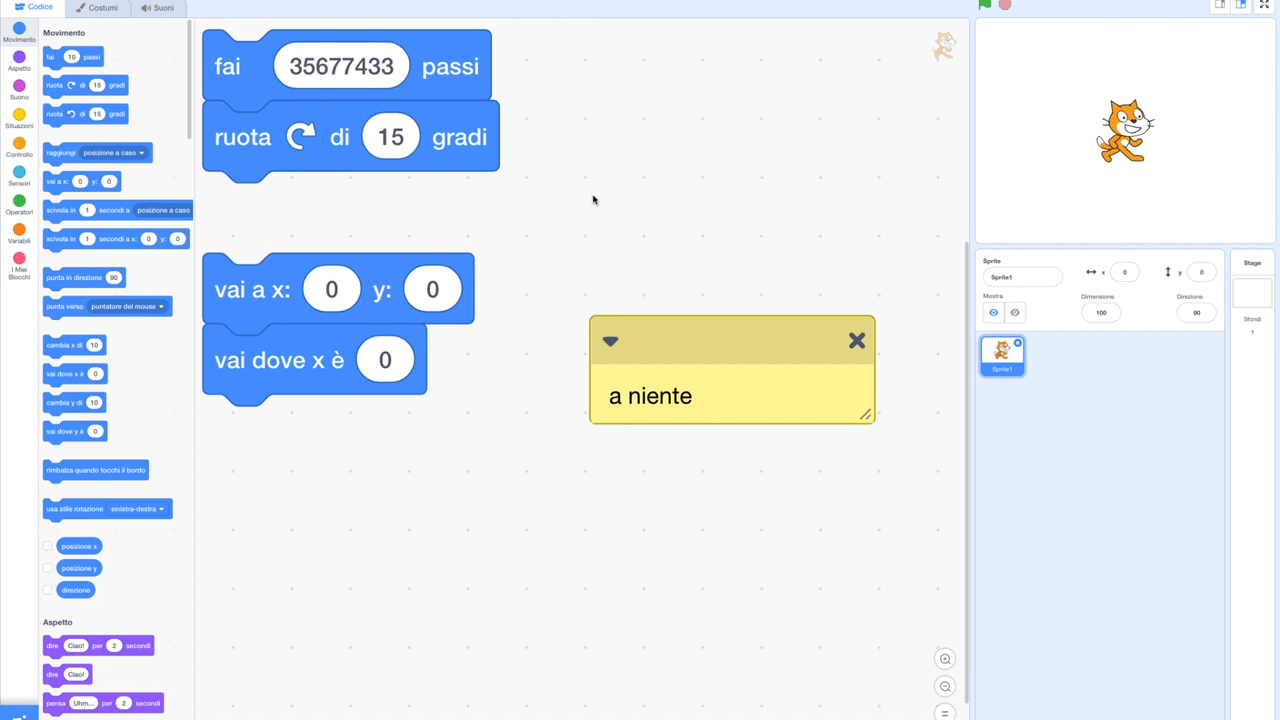 Codice
Costumi
Suoni
Movimento
Aspetto
Suono
Situazioni
Controllo
Sensori
Operatori
Variabili
I Miei
Blocchi
Movimento
fai 10 passi
ruota di 15 gradi
ruota di 15 gradi
raggiungi posizione a caso
vai a x: 0 y: 0
scivola in 1 secondi a posizione a caso
scivola in 1 secondi a x: 0 y: 0
punta in direzione 90
punta verso puntatore del mouse
cambia x di 10
vai dove x è 0
cambia y di 10
vai dove y è 0
rimbalza quando tocchi il bordo
usa stile rotazione sinistra-destra
posizione x
posizione y
direzione
Aspetto
dire Ciao! per 2 secondi
dire Ciao!
pensa Uhm... per 2 secondi
fai 35677433 passi
ruota di 15 gradi
vai a x: 0 y: 0
vai dove x è 0
a niente
Sprite
Sprite1
x 0
y 0
Mostra
Dimensione
100
Direzione
90
Sprite1
Stage
Sfondi
1